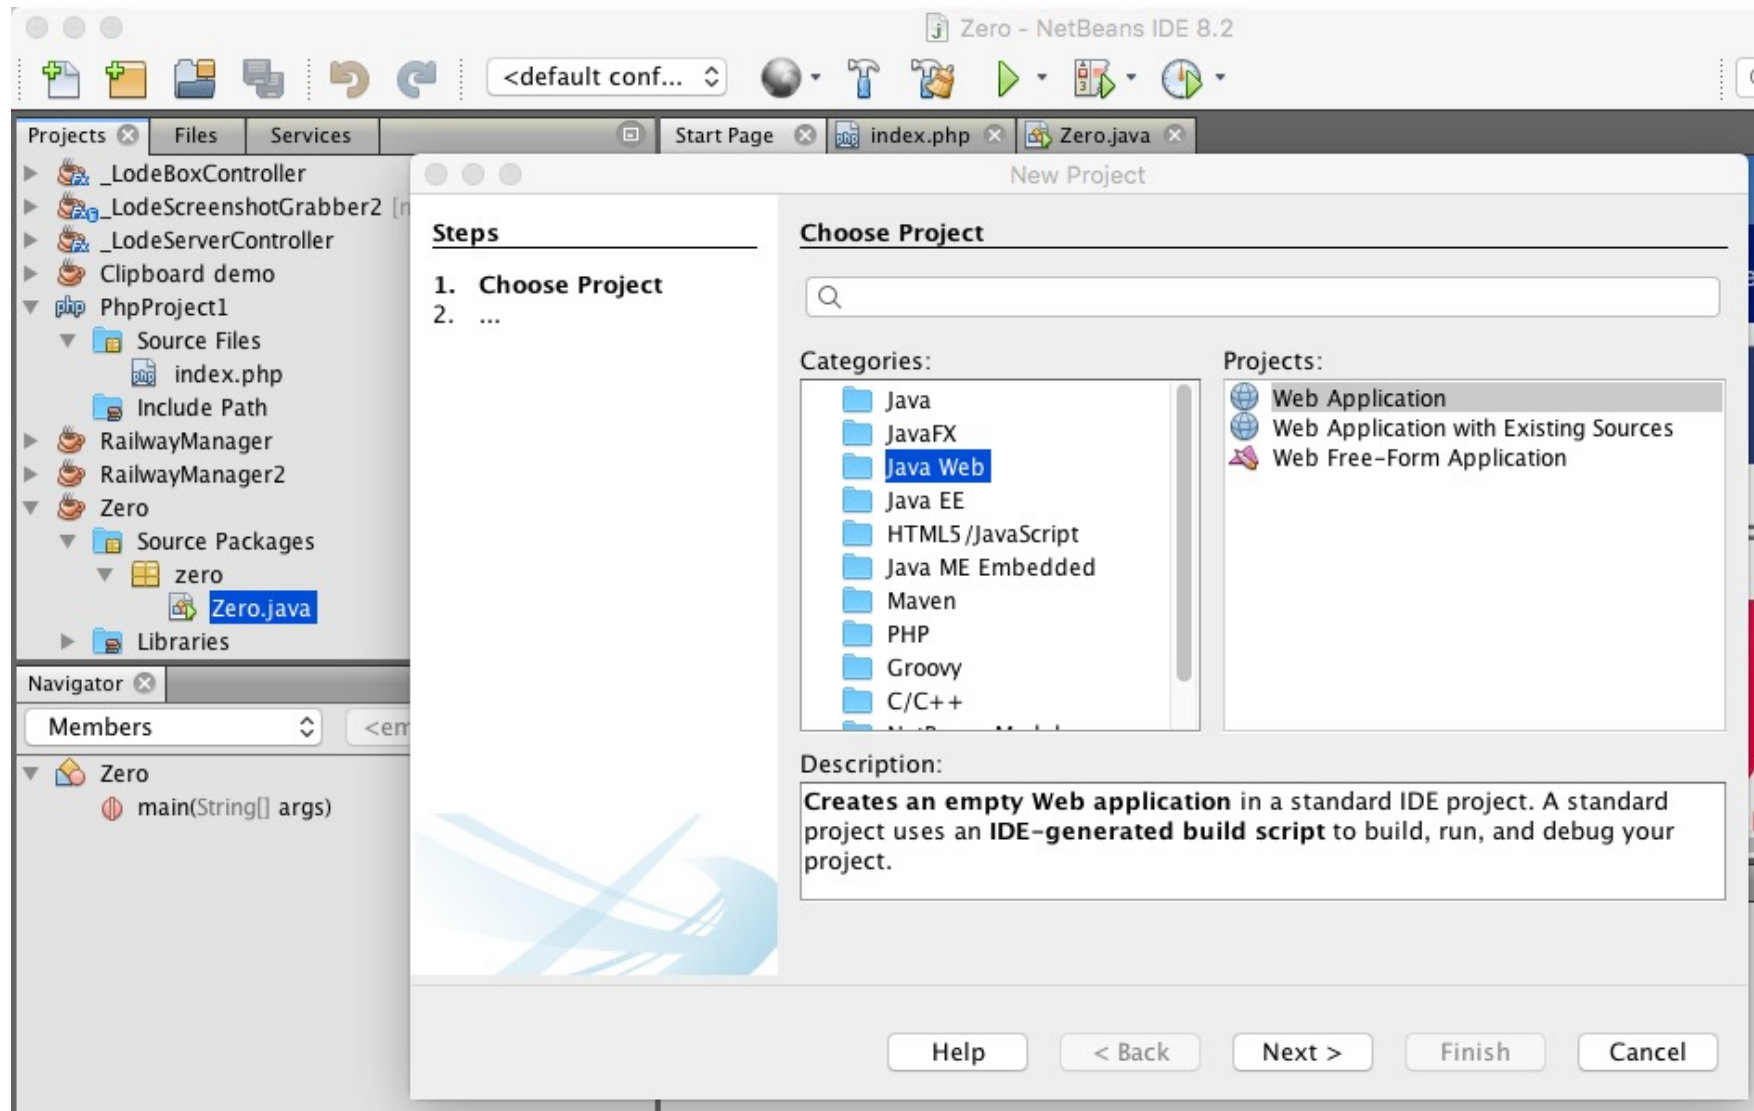 Zero - NetBeans IDE 8.2
<default conf...
Projects
Files
Services
Start Page
index.php
Zero.java
_LodeBoxController
_LodeScreenshotGrabber2
_LodeServerController
Clipboard demo
php PhpProject1
Source Files
php index.php
Include Path
RailwayManager
RailwayManager2
Zero
Source Packages
zero
Zero.java
Libraries
Navigator
Members
<em
Zero
main(String[] args)
New Project
Steps
1. Choose Project
2. ...
Choose Project
Categories:
Java
JavaFX
Java Web
Java EE
HTML5/JavaScript
Java ME Embedded
Maven
PHP
Groovy
C/C++
Projects:
Web Application
Web Application with Existing Sources
Web Free-Form Application
Description:
Creates an empty Web application in a standard IDE project. A standard
project uses an IDE-generated build script to build, run, and debug your
project.
Help
< Back
Next >
Finish
Cancel